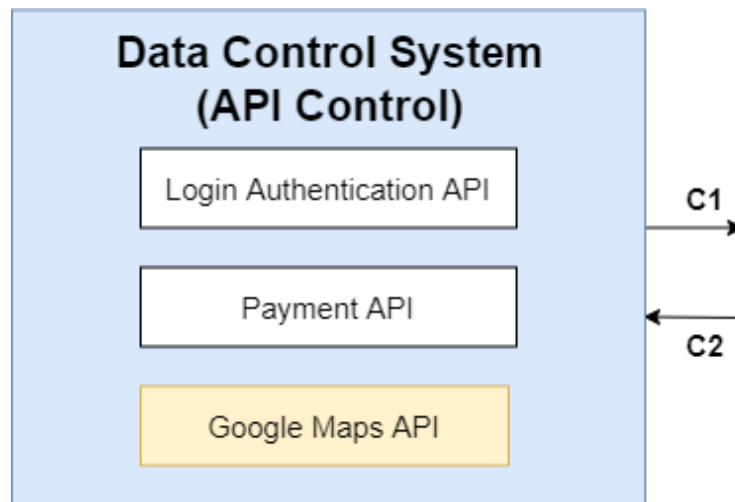 Data Control System
(API Control)
Login Authentication API
C1
Payment API
C2
Google Maps API